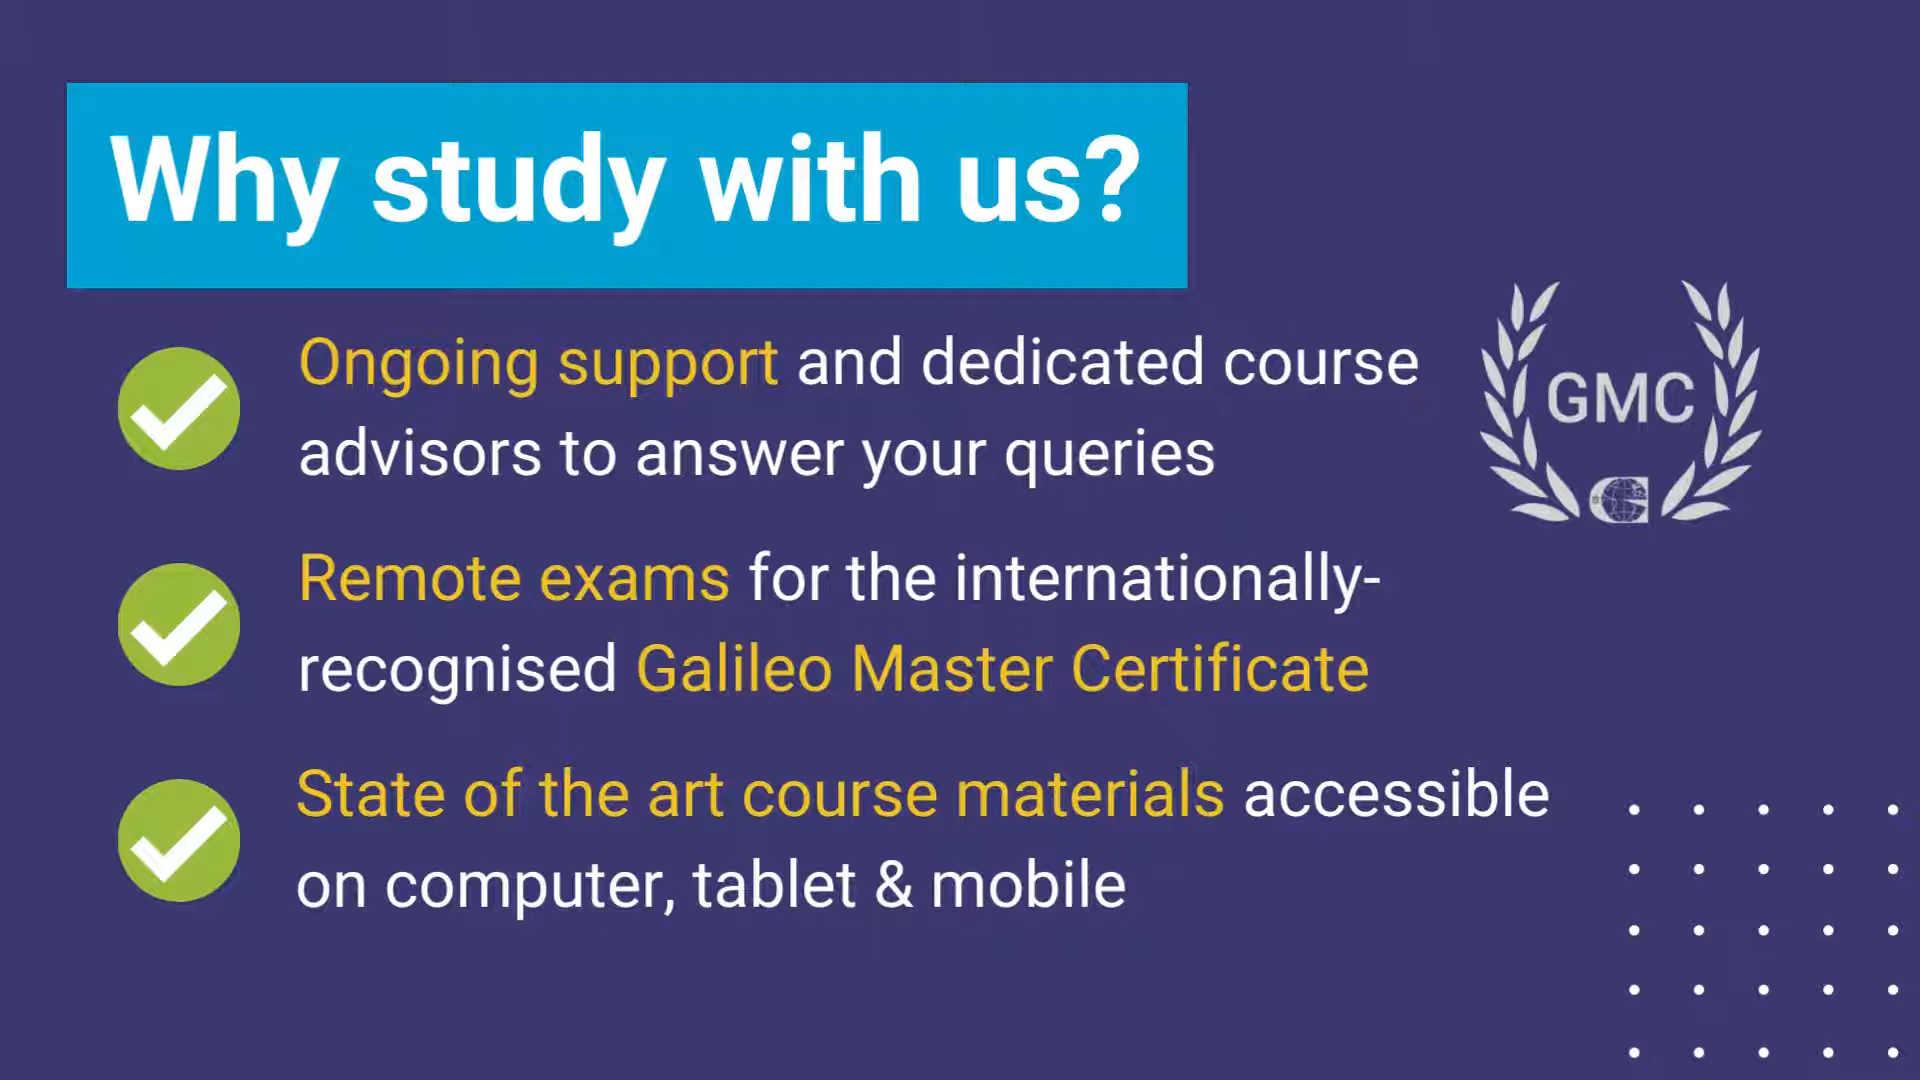 Why study with us?
Ongoing support and dedicated course
advisors to answer your queries
GMC
Remote exams for the internationally-
recognised Galileo Master Certificate
State of the art course materials accessible
on computer, tablet & mobile